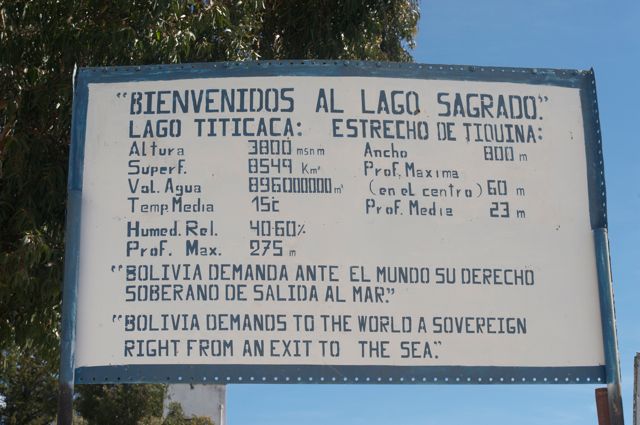 "BIENVENIDOS AL LAGO SAGRADO."
LAGO TITICACA: ESTRECHO DE TIQUINA:
Altura 3800 msnm Ancho 800 m
Superf. 8549 Km² Prof. Maxima
Vol. Agua 896000000 m³ (en el centro) 60 m
Temp. Media 15c Prof. Media 23 m
Humed. Rel. 40-60%
Prof. Max. 275 m
"BOLIVIA DEMANDA ANTE EL MUNDO SU DERECHO
SOBERANO DE SALIDA AL MAR."
"BOLIVIA DEMANDS TO THE WORLD A SOVEREIGN
RIGHT FROM AN EXIT TO THE SEA."